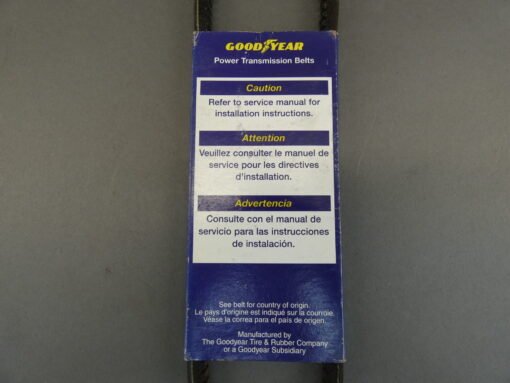 GOODYEAR
Power Transmission Belts
Caution
Refer to service manual for
installation instructions.
Attention
Veuillez consulter le manuel de
service pour les directives
d'installation.
Advertencia
Consulte con el manual de
servicio para las instrucciones
de instalación.
See belt for country of origin.
Le pays d'origine est indiqué sur la courroie.
Véase la correa para el país de origen.
Manufactured by
The Goodyear Tire & Rubber Company
or a Goodyear Subsidiary